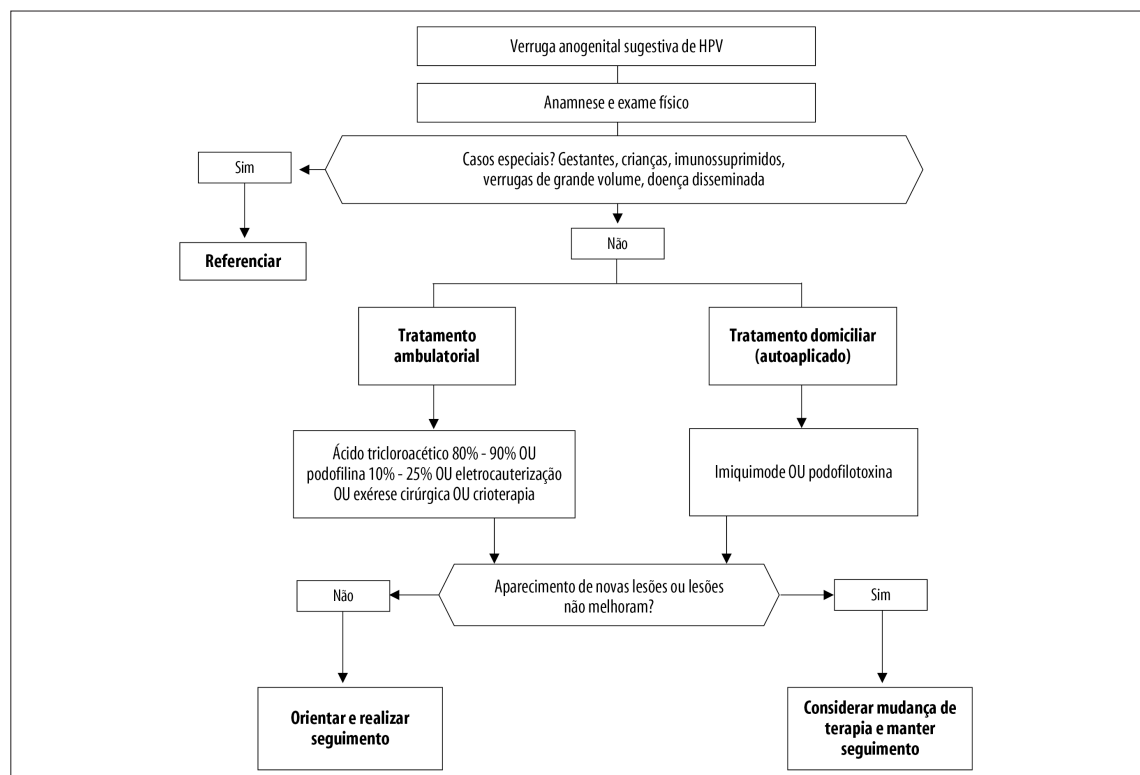 Verruga anogenital sugestiva de HPV
Anamnese e exame físico
Casos especiais? Gestantes, crianças, imunossuprimidos,
verrugas de grande volume, doença disseminada
Sim
Referenciar
Não
Tratamento
ambulatorial
Tratamento domiciliar
(autoaplicado)
Ácido tricloroacético 80% - 90% OU
podofilina 10% - 25% OU eletrocauterização
OU exérese cirúrgica OU crioterapia
Imiquimode OU podofilotoxina
Aparecimento de novas lesões ou lesões
não melhoram?
Não
Sim
Orientar e realizar
seguimento
Considerar mudança de
terapia e manter
seguimento